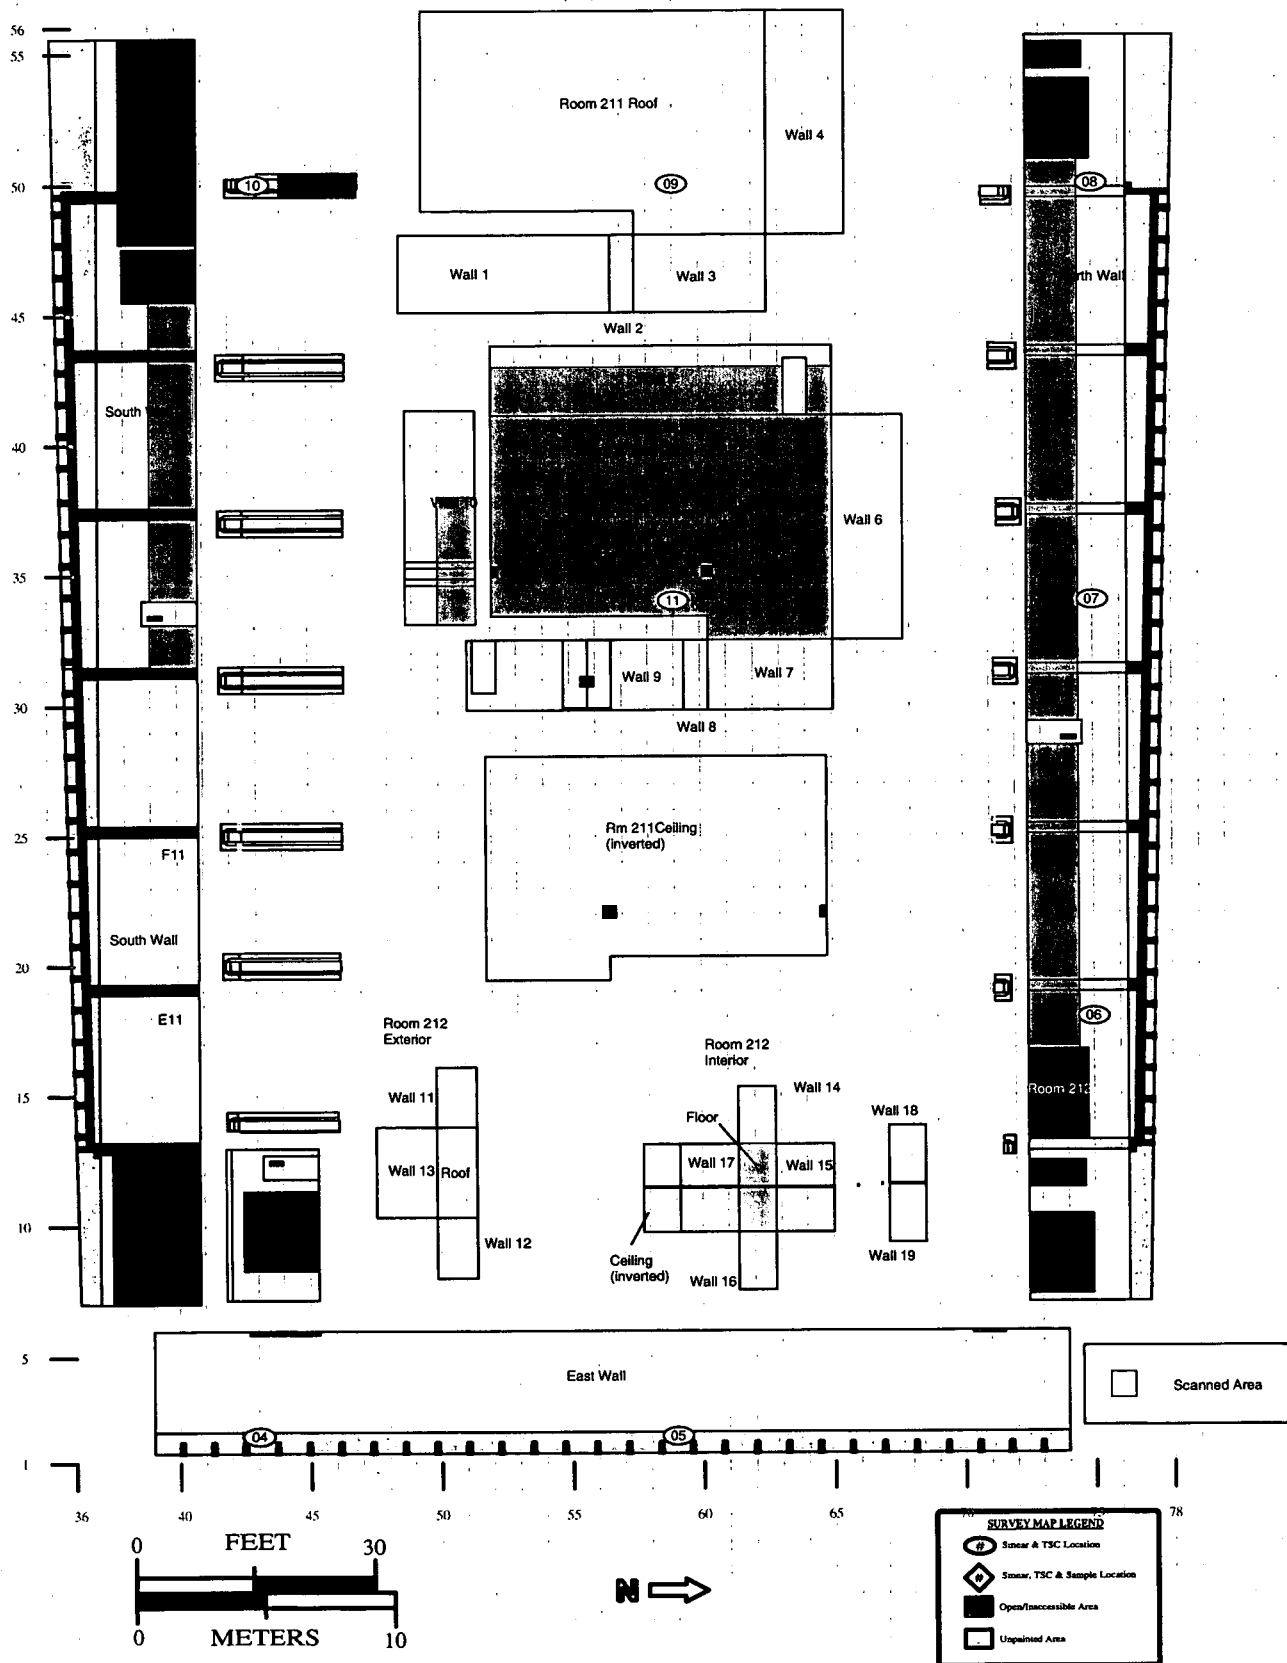 56
55
Room 211 Roof
Wall 4
50
10
09
08
Wall 1
Wall 3
rth Wall
45
Wall 2
South
40
Wall 6
35
11
07
Wall 9
Wall 7
30
Wall 8
Rm 211Ceiling
(inverted)
25
F11
South Wall
20
E11
Room 212
Exterior
Room 212
Interior
06
15
Wall 11
Wall 14
Room 212
Floor
Wall 18
Wall 13
Roof
Wall 17
Wall 15
10
Wall 12
Ceiling
(inverted)
Wall 16
Wall 19
5
East Wall
Scanned Area
04
05
1
36
40
45
50
55
60
65
78
0
FEET
30
0
METERS
10
N
SURVEY MAP LEGEND
# Smear & TSC Location
# Smear, TSC & Sample Location
Open/Inaccessible Area
Unpainted Area